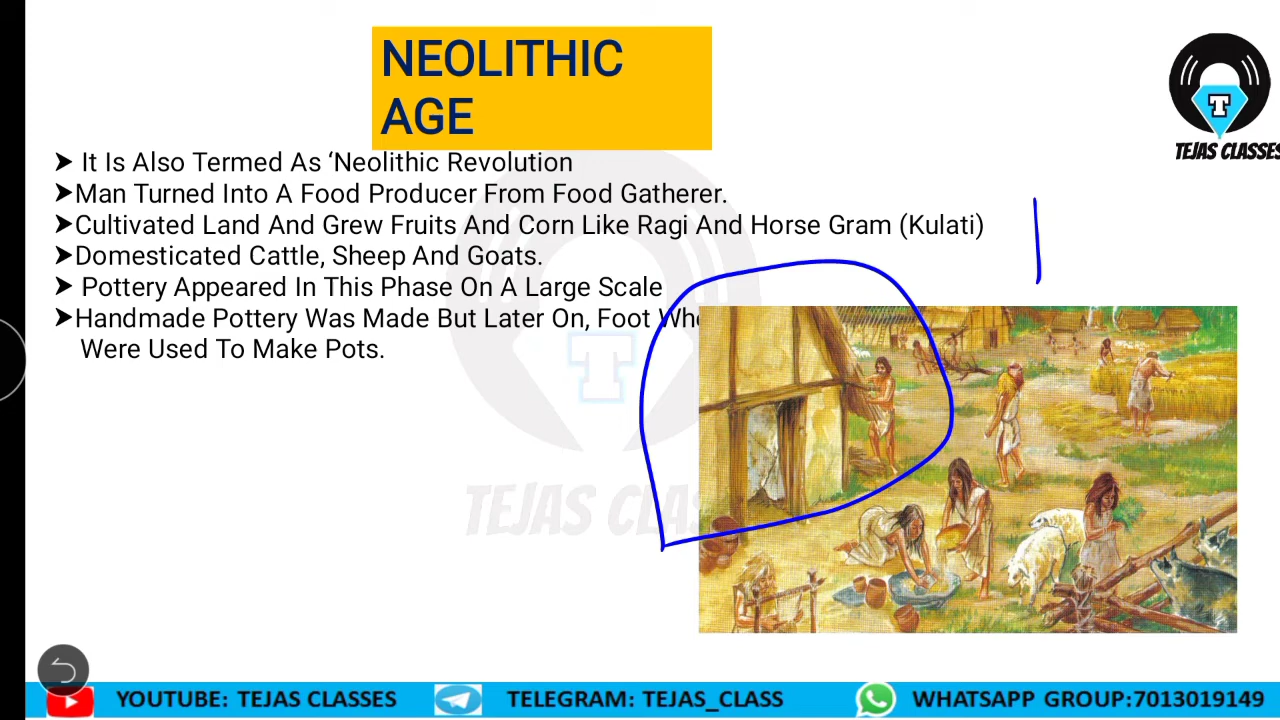 NEOLITHIC
AGE
T
TEJAS CLASSES
➤ It Is Also Termed As ‘Neolithic Revolution
➤Man Turned Into A Food Producer From Food Gatherer.
➤Cultivated Land And Grew Fruits And Corn Like Ragi And Horse Gram (Kulati)
➤Domesticated Cattle, Sheep And Goats.
➤ Pottery Appeared In This Phase On A Large Scale
➤Handmade Pottery Was Made But Later On, Foot
Were Used To Make Pots.
T
TEJAS
YOUTUBE: TEJAS CLASSES TELEGRAM: TEJAS_CLASS WHATSAPP GROUP:7013019149